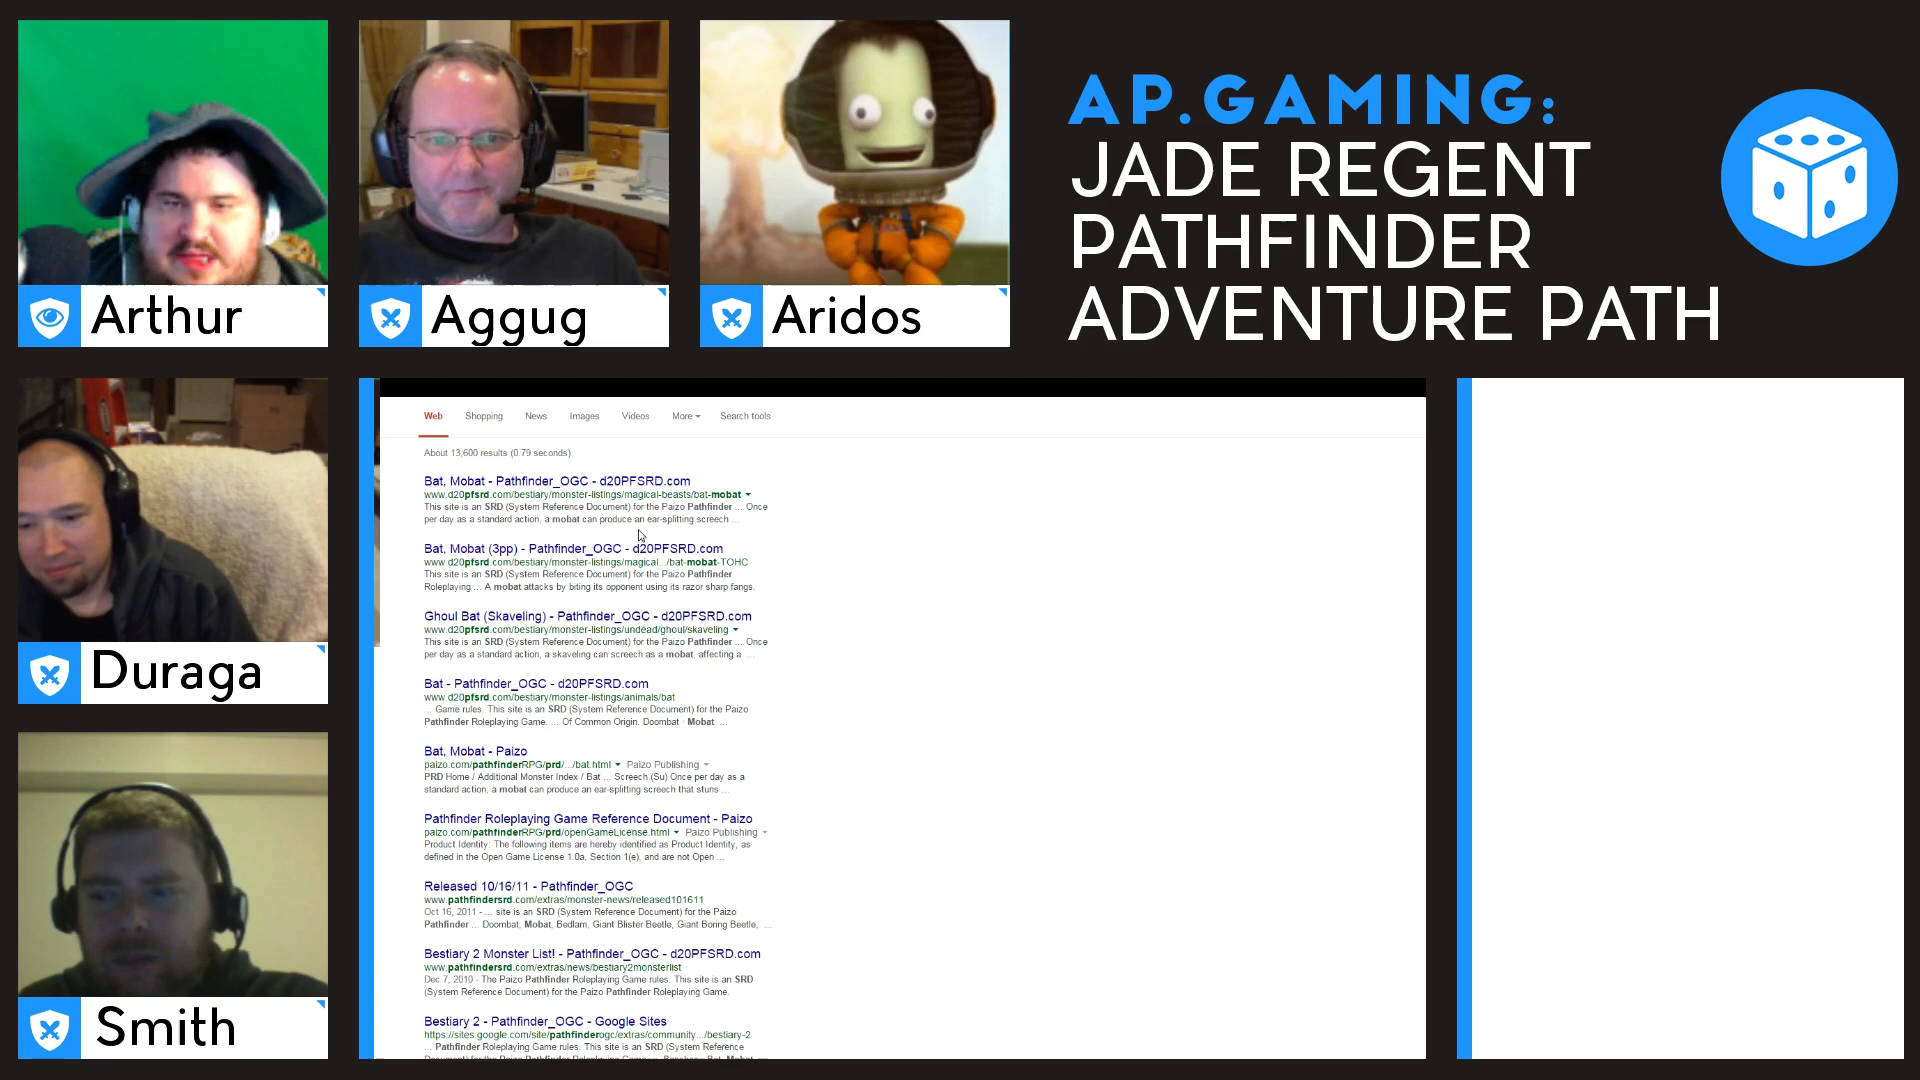 Arthur
Aggug
Aridos
AP.GAMING:
JADE REGENT
PATHFINDER
ADVENTURE PATH
Duraga
Smith
Web Shopping News Images Videos More Search tools
About 13,600 results (0.79 seconds)
Bat, Mobat - Pathfinder_OGC - d20PFSRD.com
www.d20pfsrd.com/bestiary/monster-listings/magical-beasts/bat-mobat
This site is an SRD (System Reference Document) for the Paizo Pathfinder ... Once
per day as a standard action, a mobat can produce an ear-splitting screech ...
Bat, Mobat (3pp) - Pathfinder_OGC - d20PFSRD.com
www.d20pfsrd.com/bestiary/monster-listings/magical.../bat-mobat-TOHC
This site is an SRD (System Reference Document) for the Paizo Pathfinder
Roleplaying ... A mobat attacks by biting its opponent using its razor sharp fangs.
Ghoul Bat (Skaveling) - Pathfinder_OGC - d20PFSRD.com
www.d20pfsrd.com/bestiary/monster-listings/undead/ghoul/skaveling
This site is an SRD (System Reference Document) for the Paizo Pathfinder ... Once
per day as a standard action, a skaveling can screech as a mobat, affecting a ...
Bat - Pathfinder_OGC - d20PFSRD.com
www.d20pfsrd.com/bestiary/monster-listings/animals/bat
... Game rules. This site is an SRD (System Reference Document) for the Paizo
Pathfinder Roleplaying Game. ... Of Common Origin, Doombat · Mobat ...
Bat, Mobat - Paizo
paizo.com/pathfinderRPG/prd/.../bat.html Paizo Publishing
PRD Home / Additional Monster Index / Bat ... Screech (Su) Once per day as a
standard action, a mobat can produce an ear-splitting screech that stuns ...
Pathfinder Roleplaying Game Reference Document - Paizo
paizo.com/pathfinderRPG/prd/openGameLicense.html Paizo Publishing
Product Identity: The following items are hereby identified as Product Identity, as
defined in the Open Game License 1.0a, Section 1(e), and are not Open ...
Released 10/16/11 - Pathfinder_OGC
www.pathfindersrd.com/extras/monster-news/released101611
Oct 16, 2011 - ... site is an SRD (System Reference Document) for the Paizo
Pathfinder ... Doombat, Mobat, Bedlam, Giant Blister Beetle, Giant Boring Beetle, ...
Bestiary 2 Monster List! - Pathfinder_OGC - d20PFSRD.com
www.pathfindersrd.com/extras/news/bestiary2monsterlist
Dec 7, 2010 - The Paizo Pathfinder Roleplaying Game rules. This site is an SRD
(System Reference Document) for the Paizo Pathfinder Roleplaying Game.
Bestiary 2 - Pathfinder_OGC - Google Sites
https://sites.google.com/site/pathfinderogc/extras/community.../bestiary-2
... Pathfinder Roleplaying Game rules. This site is an SRD (System Reference